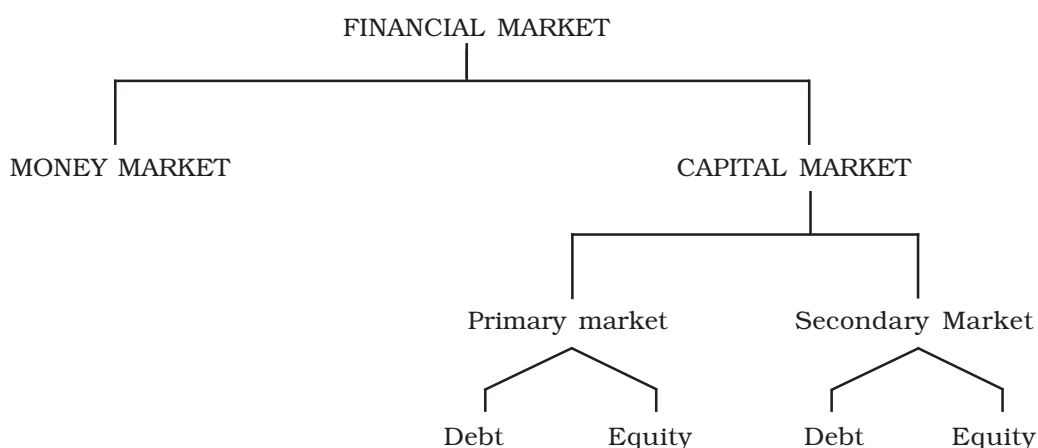 FINANCIAL MARKET
MONEY MARKET CAPITAL MARKET
Primary market Secondary Market
Debt Equity Debt Equity